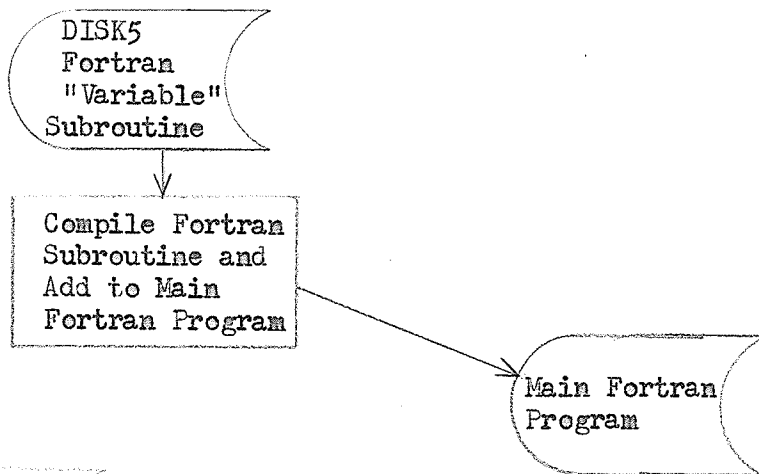 DISK5
Fortran
"Variable"
Subroutine
Compile Fortran
Subroutine and
Add to Main
Fortran Program
Main Fortran
Program